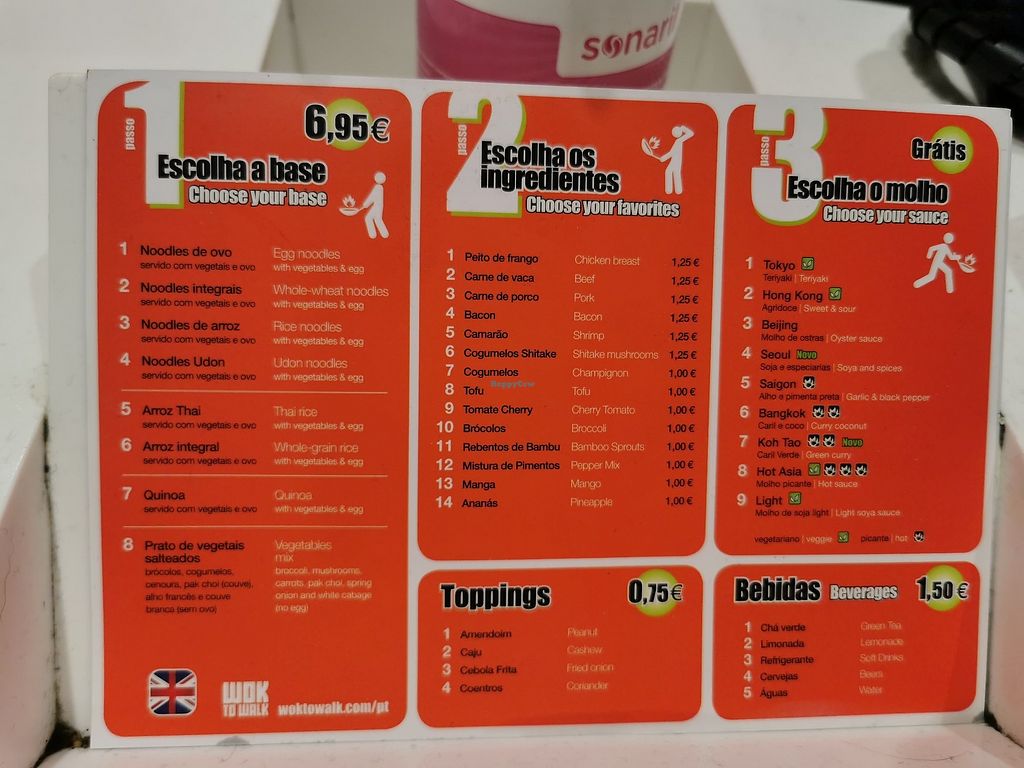 sonari
passo
1
6,95€
Escolha a base
Choose your base
1 Noodles de ovo Egg noodles
servido com vegetais e ovo with vegetables & egg
2 Noodles integrais Whole-wheat noodles
servido com vegetais e ovo with vegetables & egg
3 Noodles de arroz Rice noodles
servido com vegetais e ovo with vegetables & egg
4 Noodles Udon Udon noodles
servido com vegetais e ovo with vegetables & egg
5 Arroz Thai Thai rice
servido com vegetais e ovo with vegetables & egg
6 Arroz integral Whole-grain rice
servido com vegetais e ovo with vegetables & egg
7 Quinoa Quinoa
servido com vegetais e ovo with vegetables & egg
8 Prato de vegetais Vegetables
salteados mix
brócolos, cogumelos, broccoli, mushrooms,
cenoura, pak choi (couve), carrots, pak choi, spring
alho francês e couve onion and white cabage
branca (sem ovo) (no egg)
WOK
TO WALK woktowalk.com/pt
passo
2
Escolha os
ingredientes
Choose your favorites
1 Peito de frango Chicken breast 1,25 €
2 Carne de vaca Beef 1,25 €
3 Carne de porco Pork 1,25 €
4 Bacon Bacon 1,25 €
5 Camarão Shrimp 1,25 €
6 Cogumelos Shitake Shitake mushrooms 1,25 €
7 Cogumelos Champignon 1,00 €
HappyCow
8 Tofu Tofu 1,00 €
9 Tomate Cherry Cherry Tomato 1,00 €
10 Brócolos Broccoli 1,00 €
11 Rebentos de Bambu Bamboo Sprouts 1,00 €
12 Mistura de Pimentos Pepper Mix 1,00 €
13 Manga Mango 1,00 €
14 Ananás Pineapple 1,00 €
passo
3
Grátis
Escolha o molho
Choose your sauce
1 Tokyo
Teriyaki | Teriyaki
2 Hong Kong
Agridoce | Sweet & sour
3 Beijing
Molho de ostras | Oyster sauce
4 Seoul Novo
Soja e especiarias | Soya and spices
5 Saigon
Alho e pimenta preta | Garlic & black pepper
6 Bangkok
Caril e coco | Curry coconut
7 Koh Tao Novo
Caril Verde | Green curry
8 Hot Asia
Molho picante | Hot sauce
9 Light
Molho de soja light | Light soya sauce
vegetariano | veggie picante | hot
Toppings 0,75€
1 Amendoim Peanut
2 Caju Cashew
3 Cebola Frita Fried onion
4 Coentros Coriander
Bebidas Beverages 1,50 €
1 Chá verde Green Tea
2 Limonada Lemonade
3 Refrigerante Soft Drinks
4 Cervejas Beers
5 Águas Water